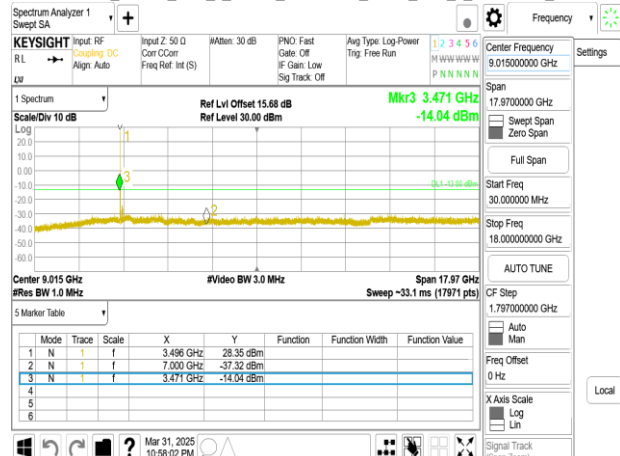 Spectrum Analyzer 1
Swept SA
+
Frequency
KEYSIGHT
RL
Input: RF
Coupling: DC
Align: Auto
Input Z: 50 Ω
Corr CCorr
Freq Ref: Int (S)
#Atten: 30 dB
PNO: Fast
Gate: Off
IF Gain: Low
Sig Track: Off
Avg Type: Log-Power
Trig: Free Run
1 2 3 4 5 6
M W W W W W
P N N N N N
Settings
Center Frequency
9.015000000 GHz
Span
17.9700000 GHz
Swept Span
Zero Span
Full Span
Start Freq
30.000000 MHz
Stop Freq
18.000000000 GHz
AUTO TUNE
CF Step
1.797000000 GHz
Auto
Man
Freq Offset
0 Hz
X Axis Scale
Log
Lin
Signal Track
Local
1 Spectrum
Scale/Div 10 dB
Ref Lvl Offset 15.68 dB
Ref Level 30.00 dBm
Mkr3 3.471 GHz
-14.04 dBm
Log
20.0
10.0
0.00
-10.0
-20.0
-30.0
-40.0
-50.0
-60.0
1
3
2
DL1 -13.00 dBm
Center 9.015 GHz
#Res BW 1.0 MHz
#Video BW 3.0 MHz
Span 17.97 GHz
Sweep ~33.1 ms (17971 pts)
5 Marker Table
Mode Trace Scale X Y Function Function Width Function Value
1 N 1 f 3.496 GHz 28.35 dBm
2 N 1 f 7.000 GHz -37.32 dBm
3 N 1 f 3.471 GHz -14.04 dBm
4
5
6
?
Mar 31, 2025
10:58:02 PM